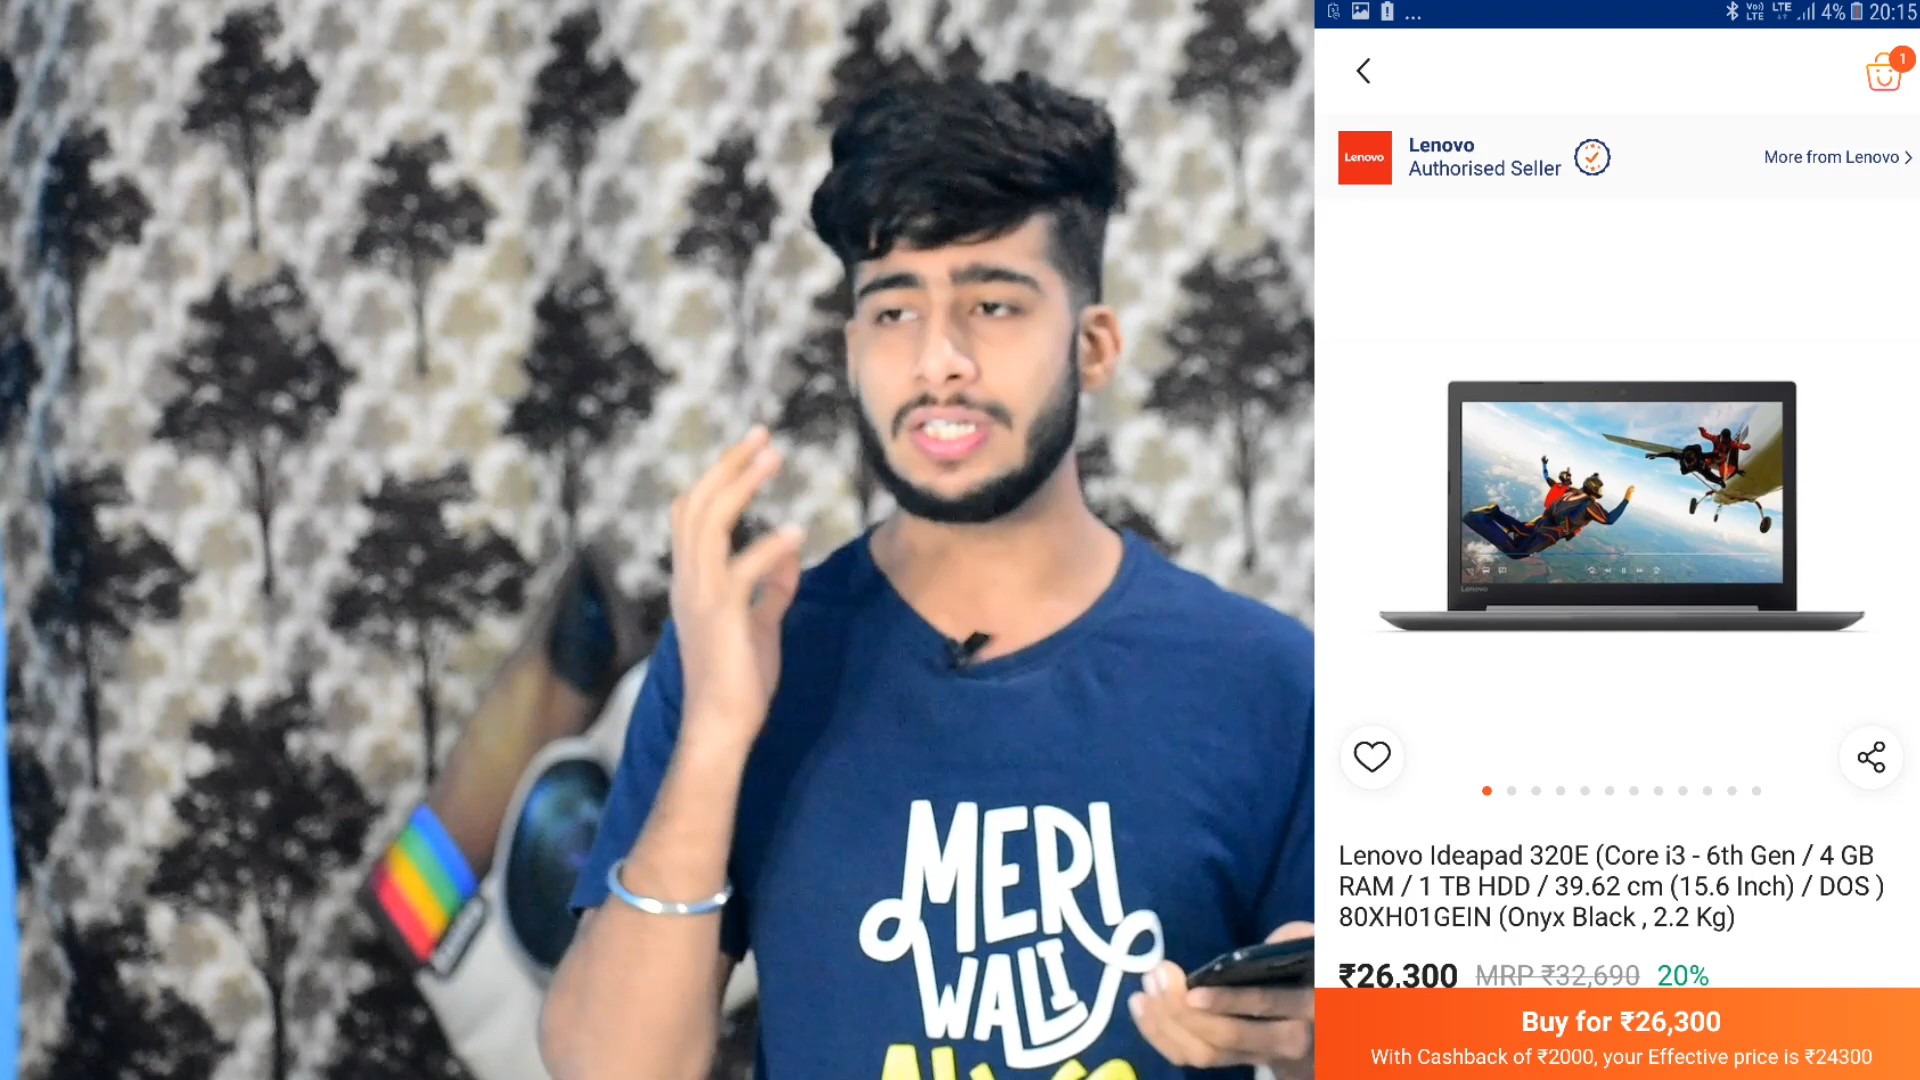 MERI
WALI
... 4% 20:15
1
Lenovo
Lenovo
Authorised Seller
More from Lenovo
Lenovo
Lenovo Ideapad 320E (Core i3 - 6th Gen / 4 GB
RAM / 1 TB HDD / 39.62 cm (15.6 Inch) / DOS )
80XH01GEIN (Onyx Black , 2.2 Kg)
₹26,300 MRP ₹32,690 20%
Buy for ₹26,300
With Cashback of ₹2000, your Effective price is ₹24300